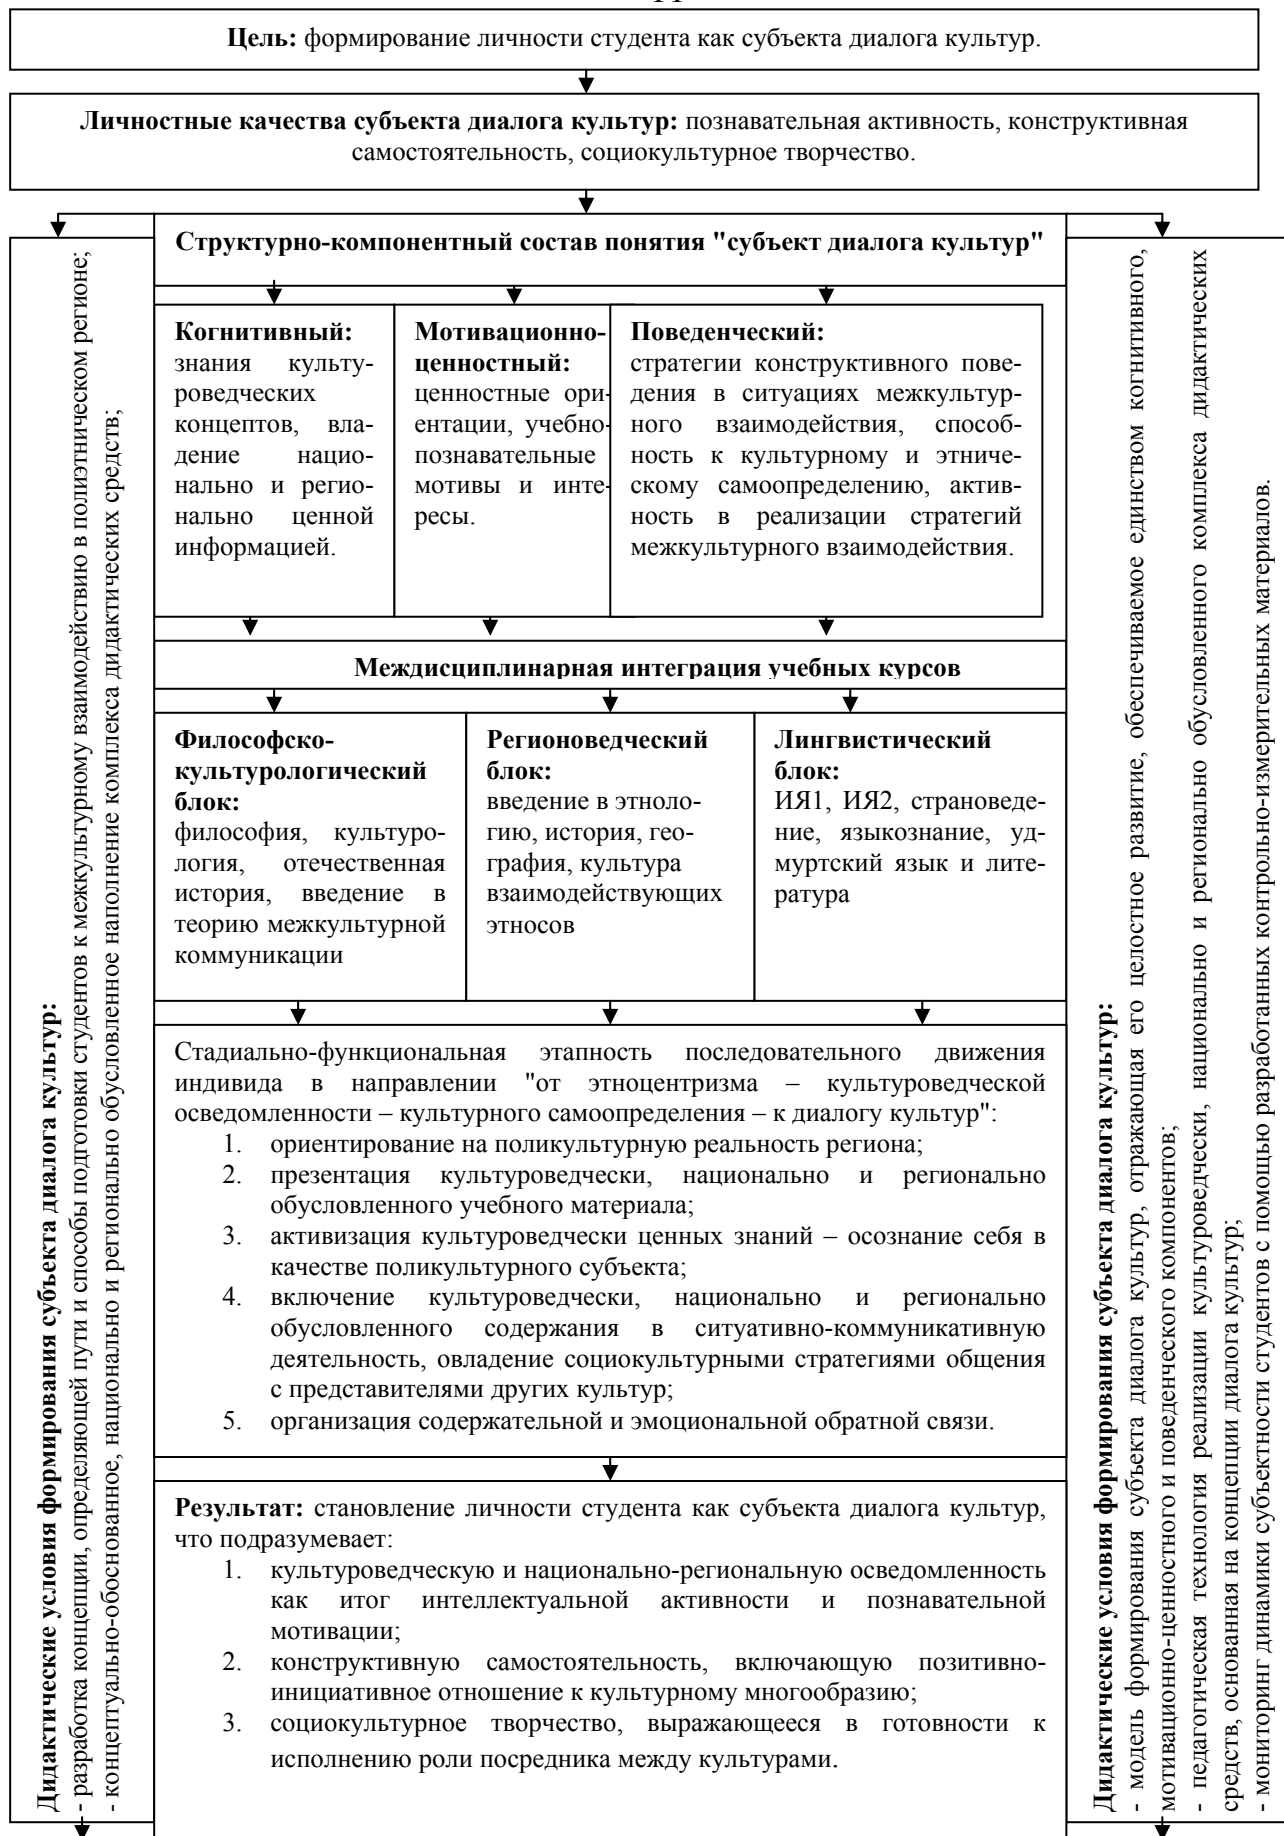 Цель: формирование личности студента как субъекта диалога культур.
Личностные качества субъекта диалога культур: познавательная активность, конструктивная
самостоятельность, социокультурное творчество.
Структурно-компонентный состав понятия "субъект диалога культур"
Когнитивный:
знания культу-
роведческих
концептов, вла-
дение нацио-
нально и регио-
нально ценной
информацией.
Мотивационно-
ценностный:
ценностные ори-
ентации, учебно-
познавательные
мотивы и инте-
ресы.
Поведенческий:
стратегии конструктивного пове-
дения в ситуациях межкультур-
ного взаимодействия, способ-
ность к культурному и этниче-
скому самоопределению, актив-
ность в реализации стратегий
межкультурного взаимодействия.
Междисциплинарная интеграция учебных курсов
Философско-
культурологический
блок:
философия, культуро-
логия, отечественная
история, введение в
теорию межкультурной
коммуникации
Регионоведческий
блок:
введение в этноло-
гию, история, гео-
графия, культура
взаимодействующих
этносов
Лингвистический
блок:
ИЯ1, ИЯ2, страноведе-
ние, языкознание, уд-
муртский язык и лите-
ратура
Стадиально-функциональная этапность последовательного движения
индивида в направлении "от этноцентризма – культуроведческой
осведомленности – культурного самоопределения – к диалогу культур":
1. ориентирование на поликультурную реальность региона;
2. презентация культуроведчески, национально и регионально
обусловленного учебного материала;
3. активизация культуроведчески ценных знаний – осознание себя в
качестве поликультурного субъекта;
4. включение культуроведчески, национально и регионально
обусловленного содержания в ситуативно-коммуникативную
деятельность, овладение социокультурными стратегиями общения
с представителями других культур;
5. организация содержательной и эмоциональной обратной связи.
Результат: становление личности студента как субъекта диалога культур,
что подразумевает:
1. культуроведческую и национально-региональную осведомленность
как итог интеллектуальной активности и познавательной
мотивации;
2. конструктивную самостоятельность, включающую позитивно-
инициативное отношение к культурному многообразию;
3. социокультурное творчество, выражающееся в готовности к
исполнению роли посредника между культурами.
Дидактические условия формирования субъекта диалога культур:
- разработка концепции, определяющей пути и способы подготовки студентов к межкультурному взаимодействию в полиэтническом регионе;
- концептуально-обоснованное, национально и регионально обусловленное наполнение комплекса дидактических средств;
Дидактические условия формирования субъекта диалога культур:
- модель формирования субъекта диалога культур, отражающая его целостное развитие, обеспечиваемое единством когнитивного,
мотивационно-ценностного и поведенческого компонентов;
- педагогическая технология реализации культуроведчески, национально и регионально обусловленного комплекса дидактических
средств, основанная на концепции диалога культур;
- мониторинг динамики субъектности студентов с помощью разработанных контрольно-измерительных материалов.